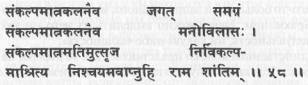 संकल्पमात्रकलनैव जगत् समग्रं
संकल्पमात्रकलनैव मनोविलासः ।
संकल्पमात्रमतिमुत्सृज निर्विकल्प-
माश्रित्य निश्चयमवाप्नुहि राम शान्तिम् ॥ ५८ ॥